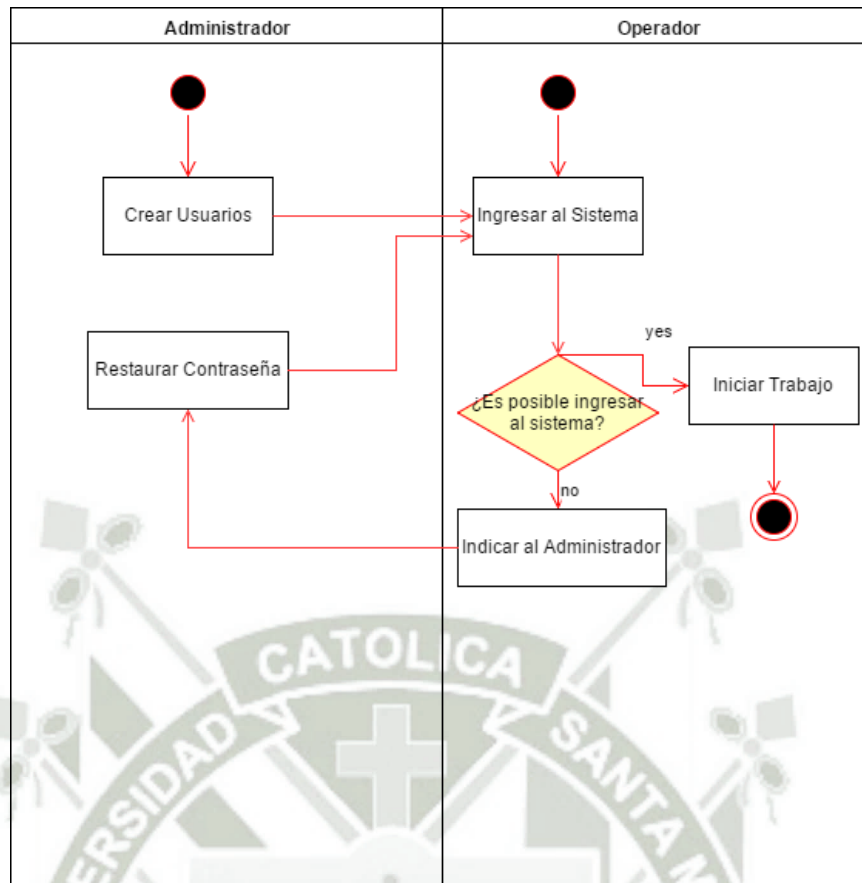 Administrador
Operador
Crear Usuarios
Ingresar al Sistema
yes
Restaurar Contraseña
¿Es posible ingresar
al sistema?
Iniciar Trabajo
no
Indicar al Administrador
CATOLICA
SANTA